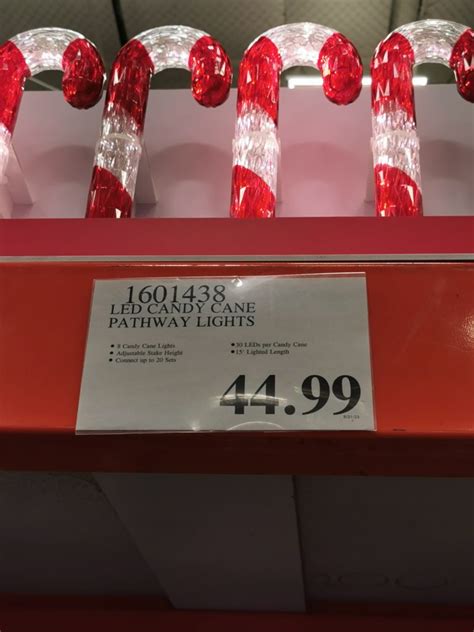 1601438
LED CANDY CANE
PATHWAY LIGHTS
• 8 Candy Cane Lights
• Adjustable Stake Height
• Connect up to 20 Sets
• 30 LEDs per Candy Cane
• 15' Lighted Length
44.99